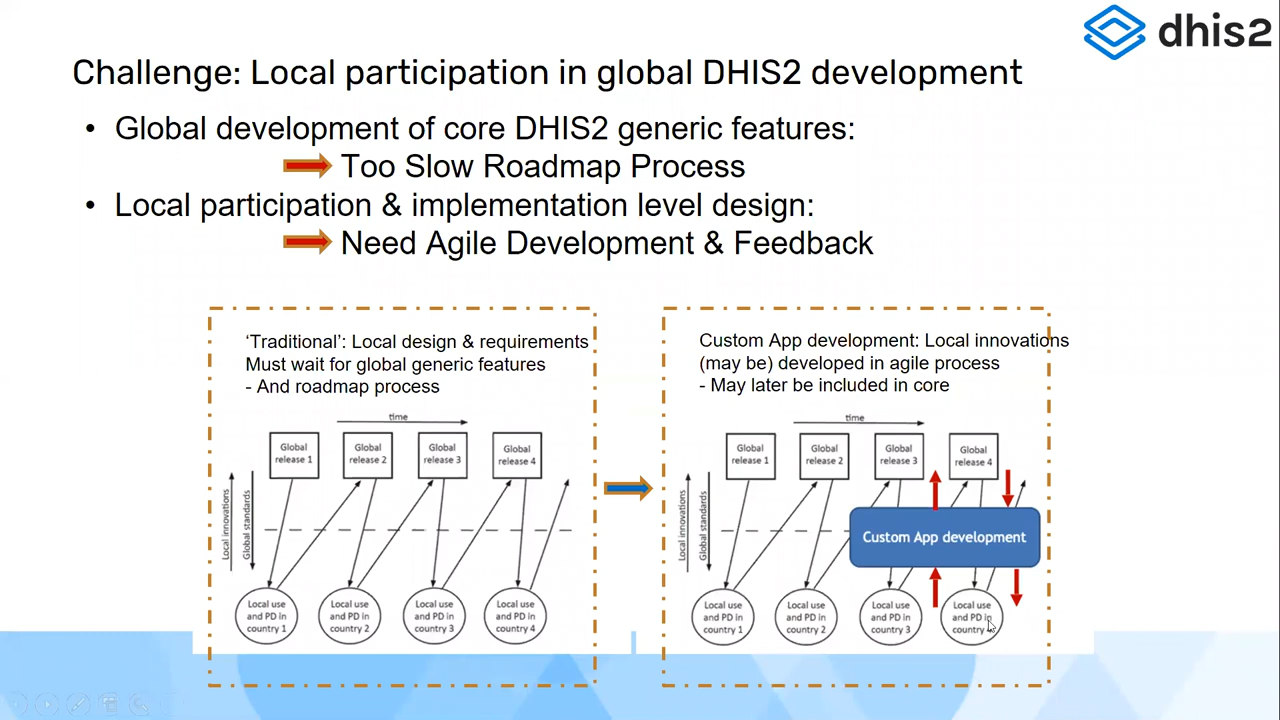 dhis2
Challenge: Local participation in global DHIS2 development
• Global development of core DHIS2 generic features:
Too Slow Roadmap Process
• Local participation & implementation level design:
Need Agile Development & Feedback
‘Traditional’: Local design & requirements
Must wait for global generic features
- And roadmap process
time
Global
release 1
Global
release 2
Global
release 3
Global
release 4
Local innovations
Global standards
Local use
and PD in
country 1
Local use
and PD in
country 2
Local use
and PD in
country 3
Local use
and PD in
country 4
Custom App development: Local innovations
(may be) developed in agile process
- May later be included in core
time
Global
release 1
Global
release 2
Global
release 3
Global
release 4
Local innovations
Global standards
Custom App development
Local use
and PD in
country 1
Local use
and PD in
country 2
Local use
and PD in
country 3
Local use
and PD in
country